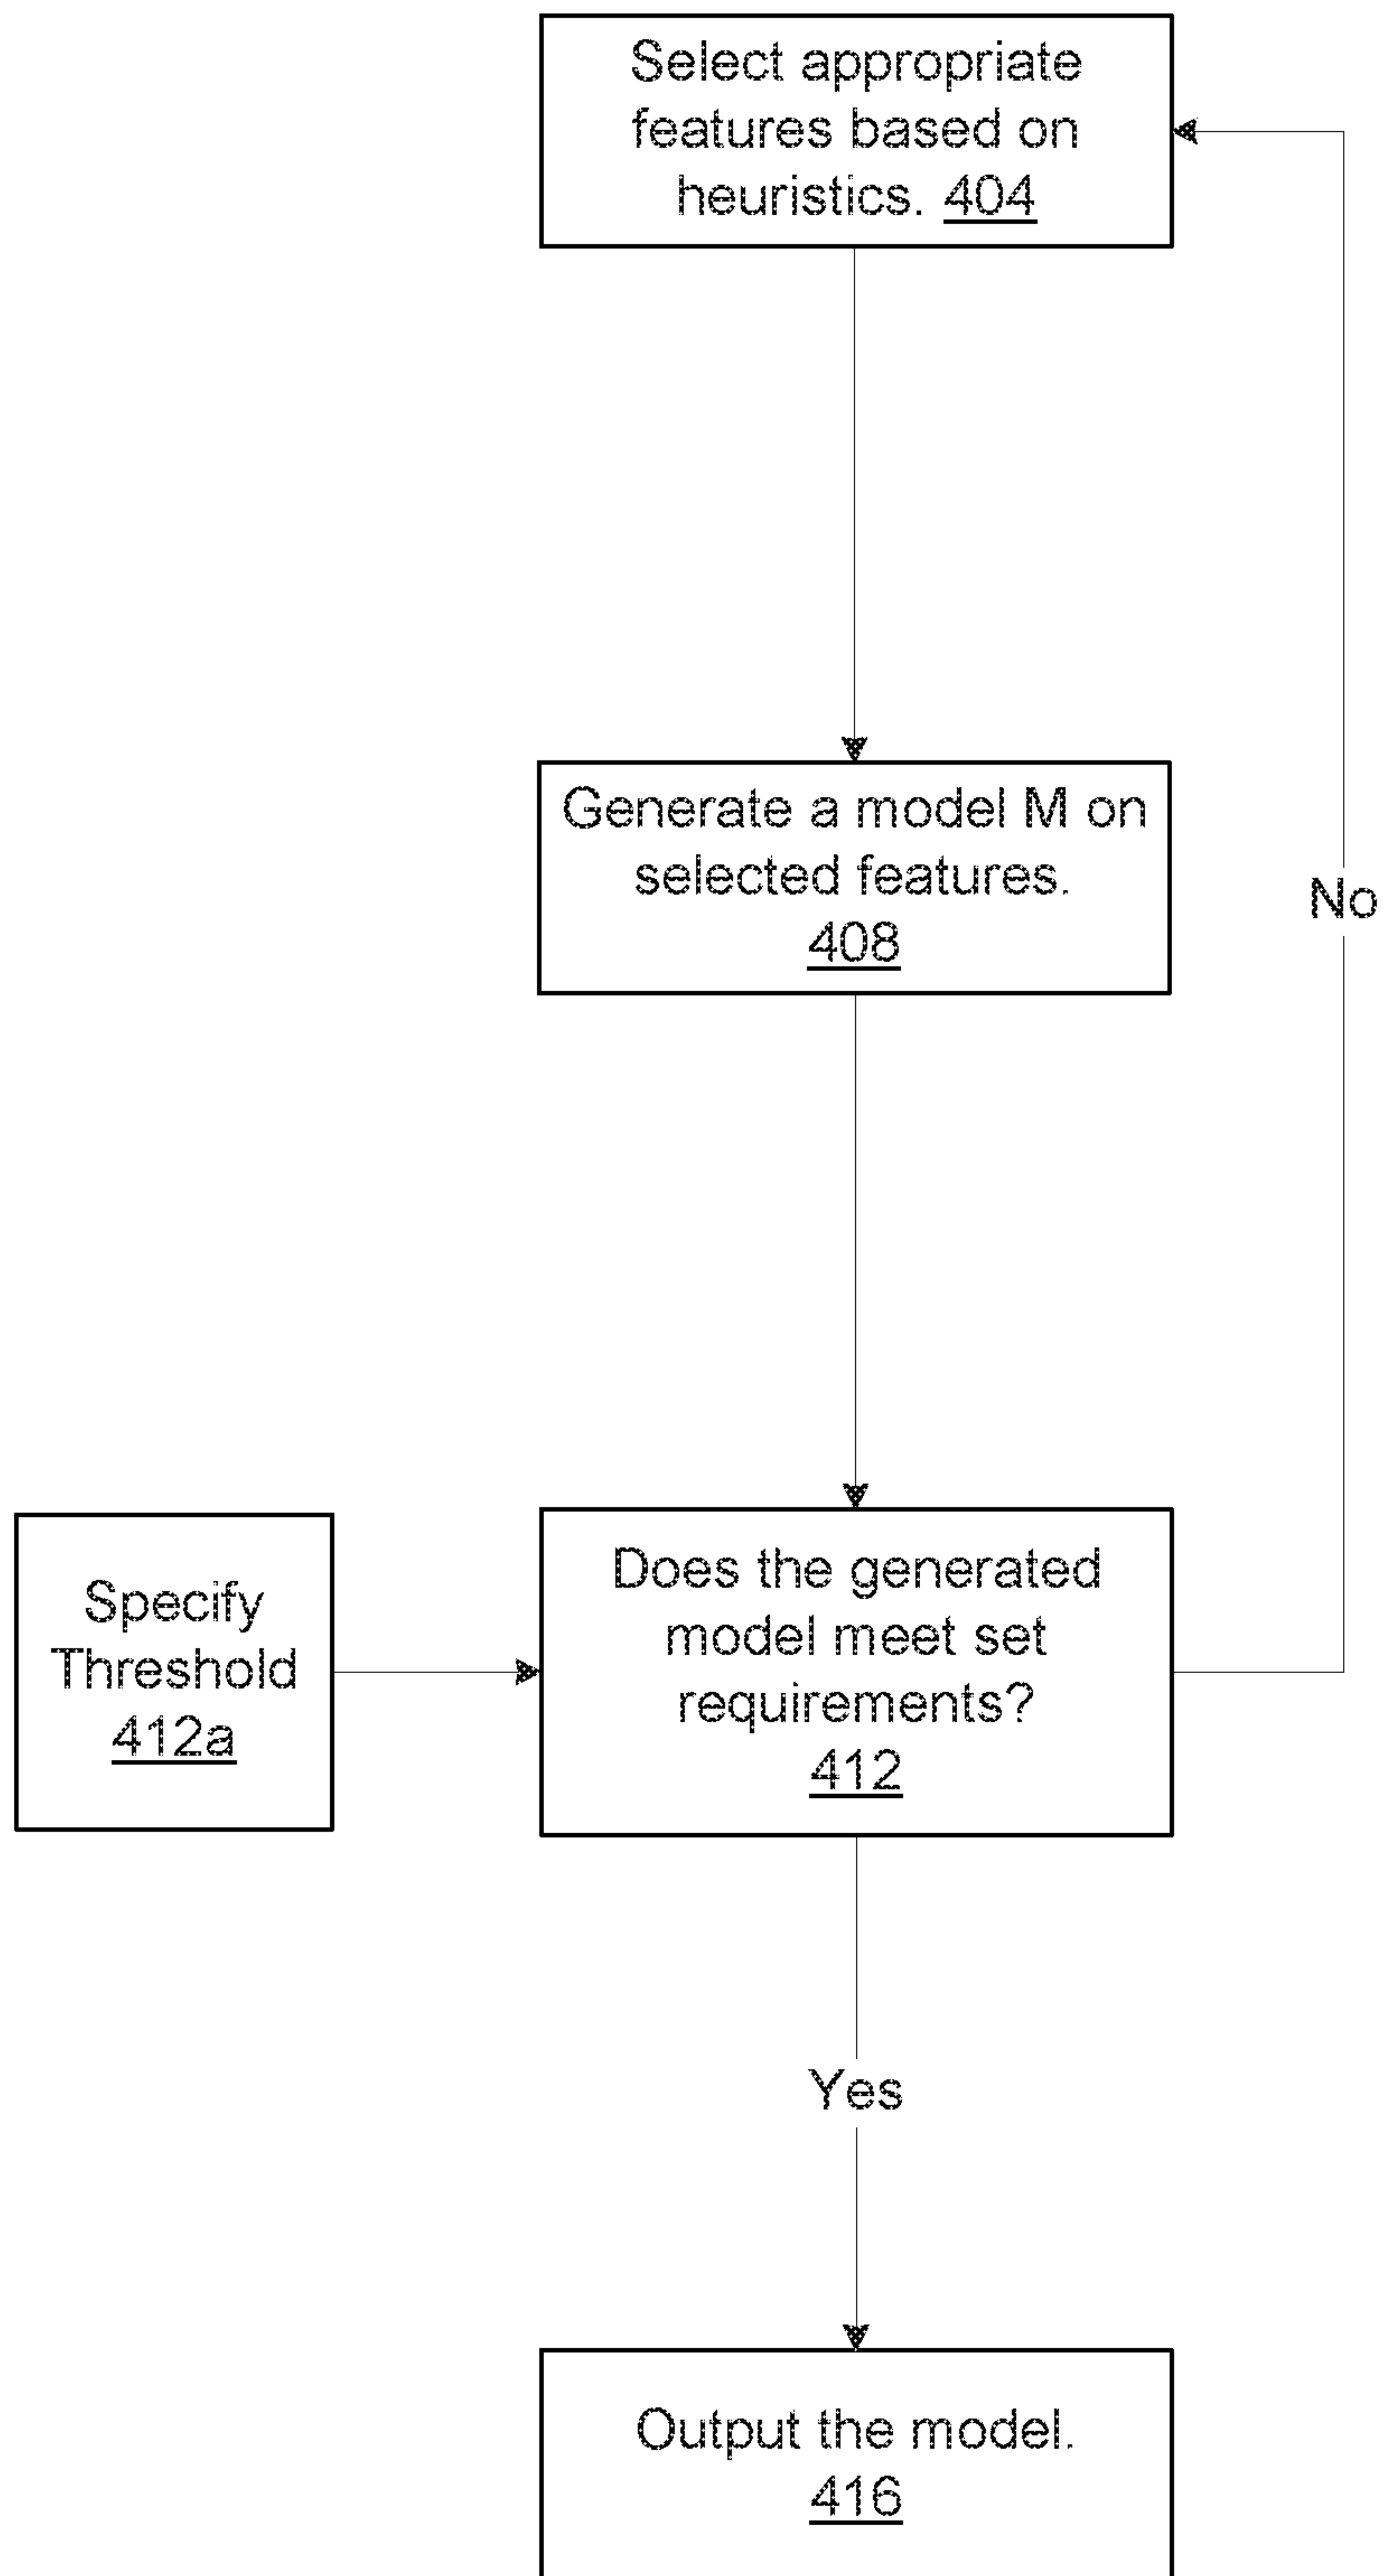 Select appropriate
features based on
heuristics. 404
Generate a model M on
selected features.
408
No
Specify
Threshold
412a
Does the generated
model meet set
requirements?
412
Yes
Output the model.
416